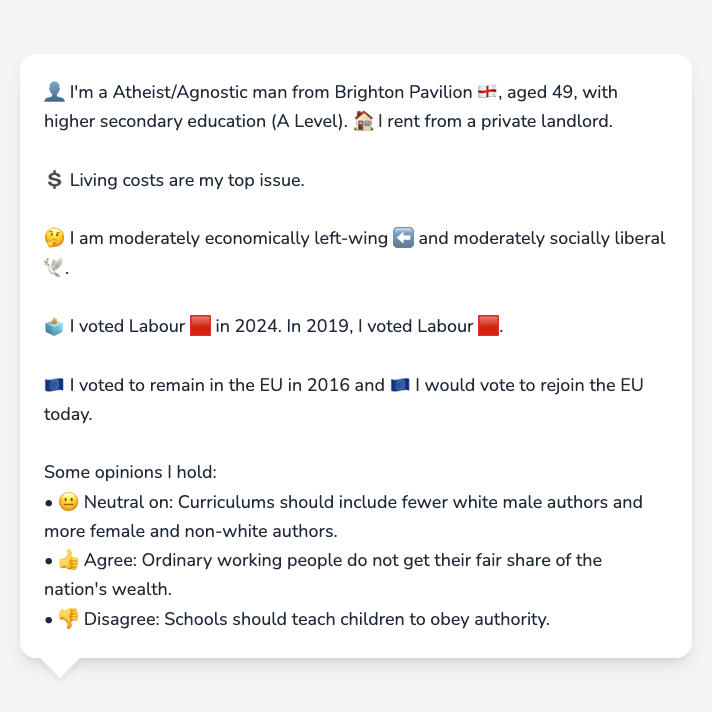 👤 I'm a Atheist/Agnostic man from Brighton Pavilion 🏴󠁧󠁢󠁥󠁮󠁧󠁿, aged 49, with
higher secondary education (A Level). 🏠 I rent from a private landlord.
💲 Living costs are my top issue.
🤔 I am moderately economically left-wing ⬅️ and moderately socially liberal
🕊️.
🗳️ I voted Labour 🟥 in 2024. In 2019, I voted Labour 🟥.
🇪🇺 I voted to remain in the EU in 2016 and 🇪🇺 I would vote to rejoin the EU
today.
Some opinions I hold:
• 😐 Neutral on: Curriculums should include fewer white male authors and
more female and non-white authors.
• 👍 Agree: Ordinary working people do not get their fair share of the
nation's wealth.
• 👎 Disagree: Schools should teach children to obey authority.